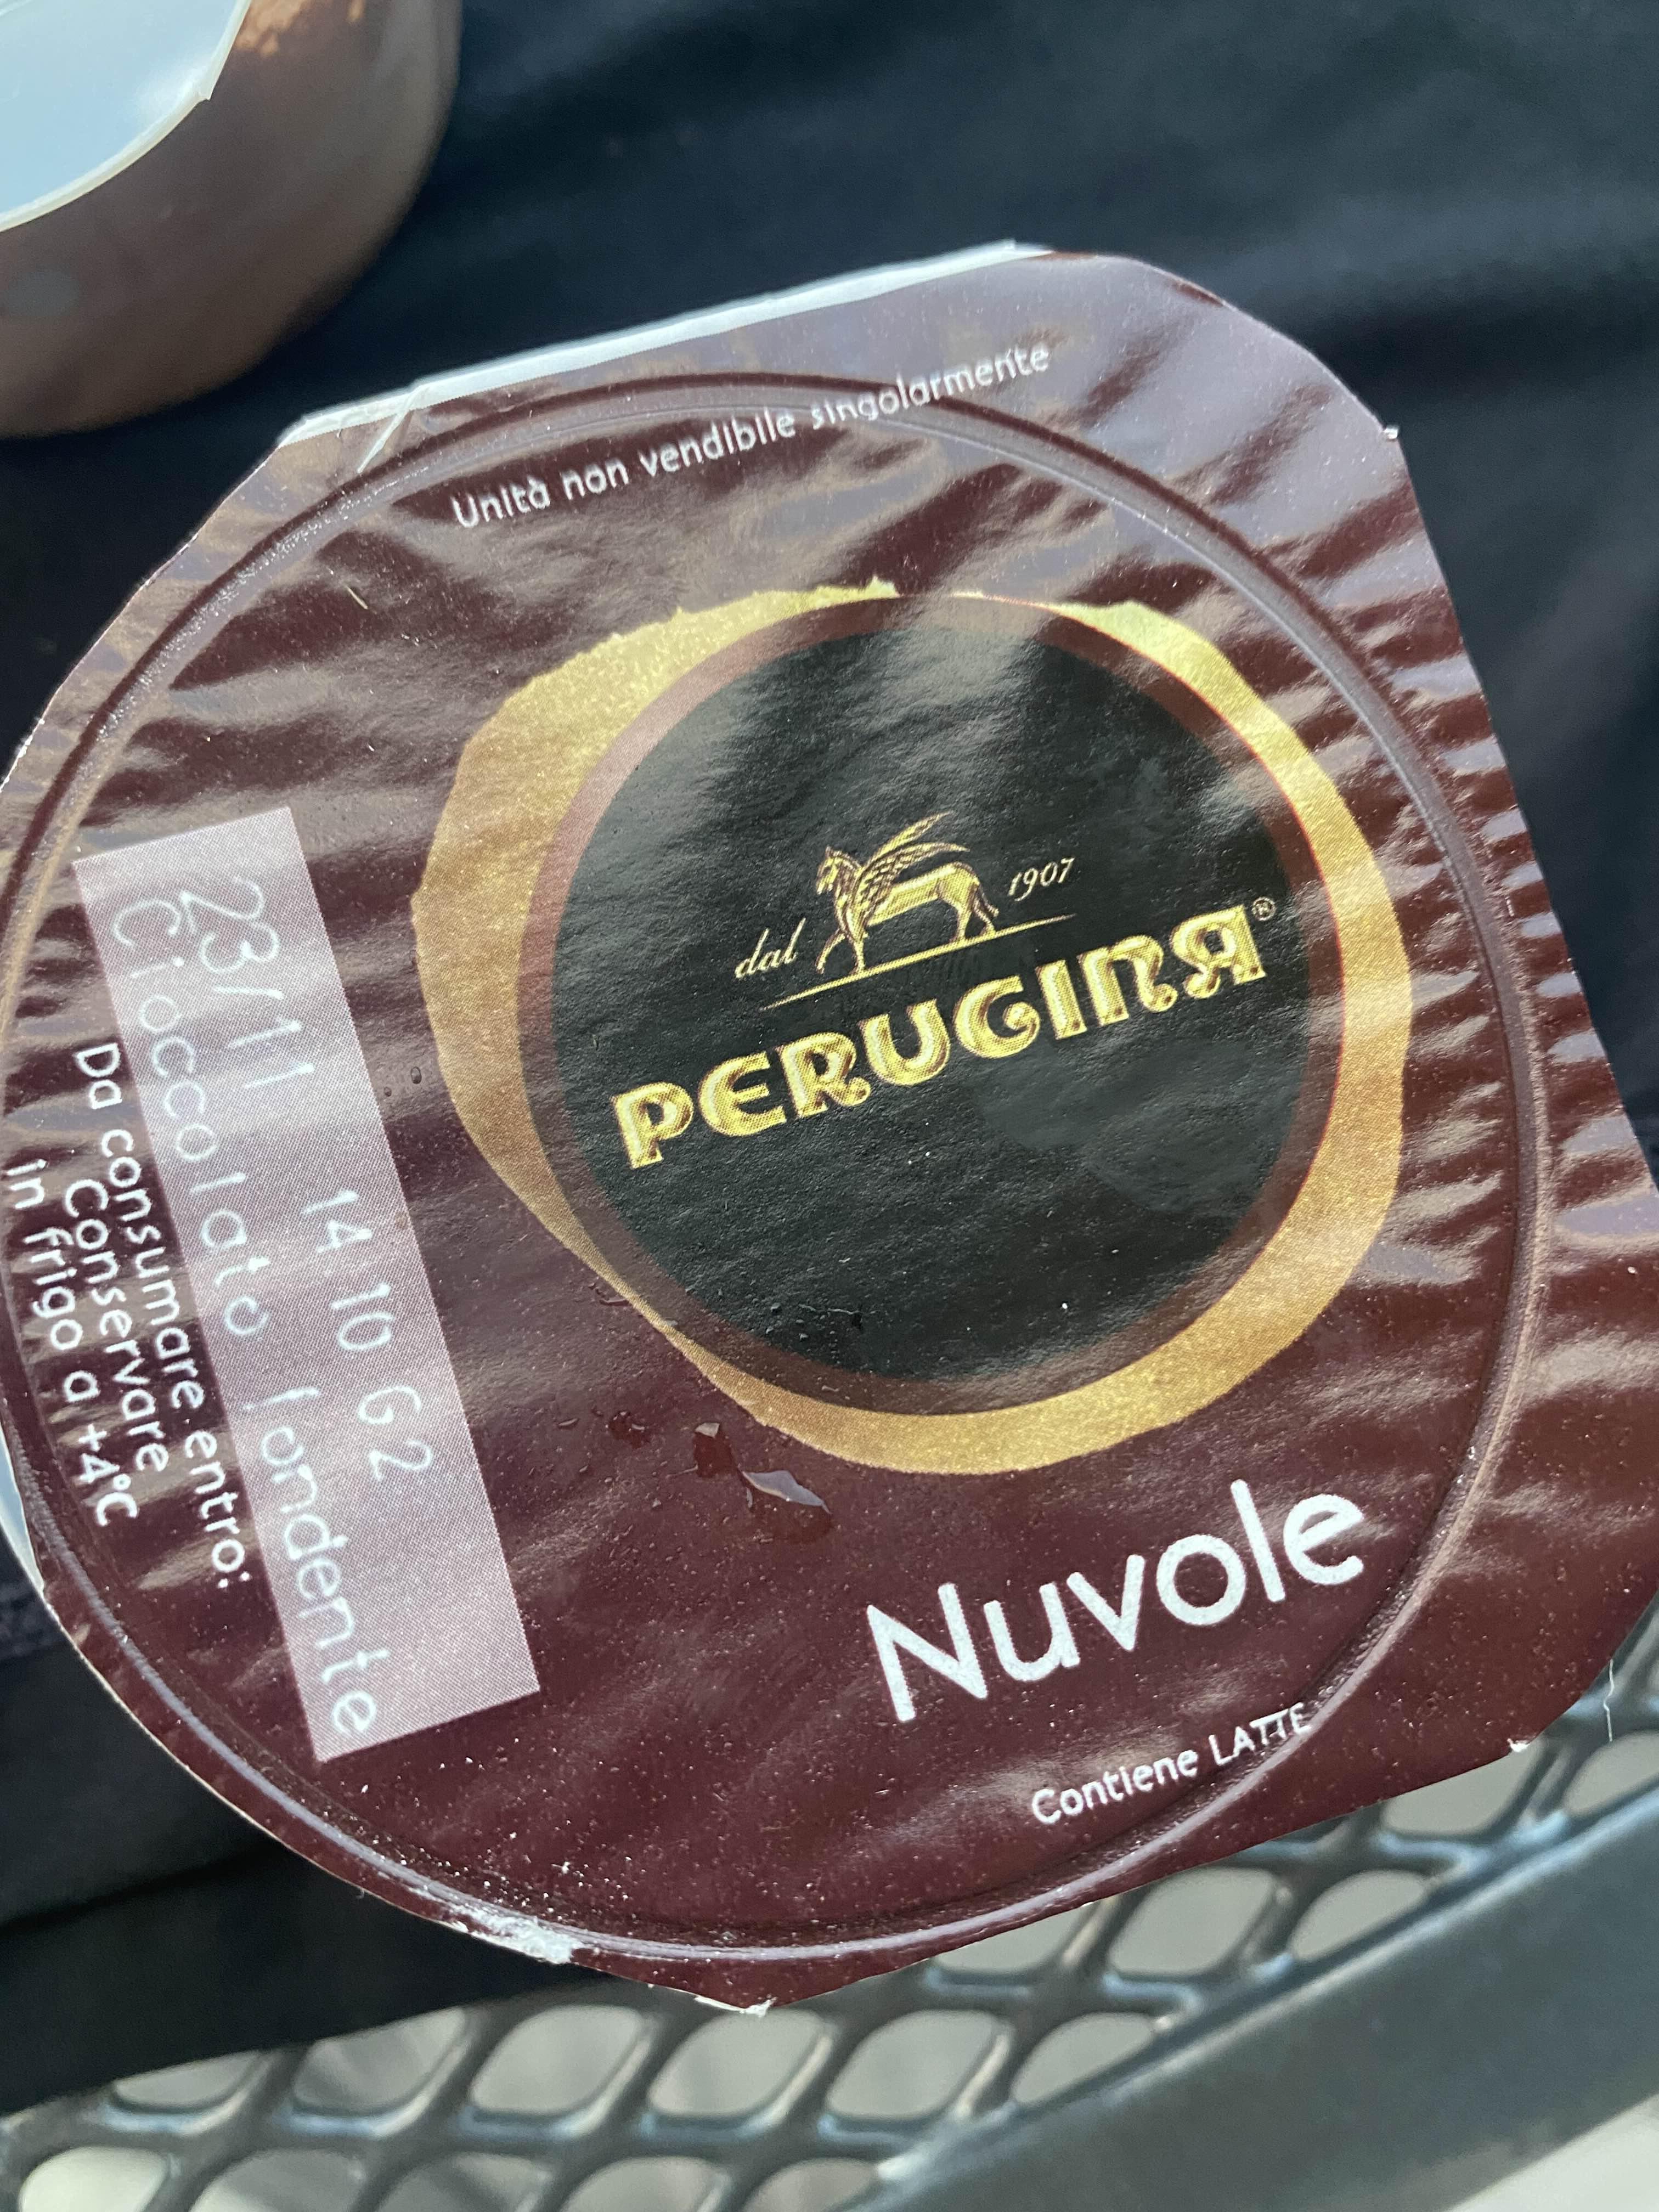 Unità non vendibile singolarmente
dal 1907
PERUGINA®
Nuvole
Contiene LATTE
23/11 14 10 G2
Cioccolato fondente
Da consumare entro:
Conservare
in frigo a +4°C